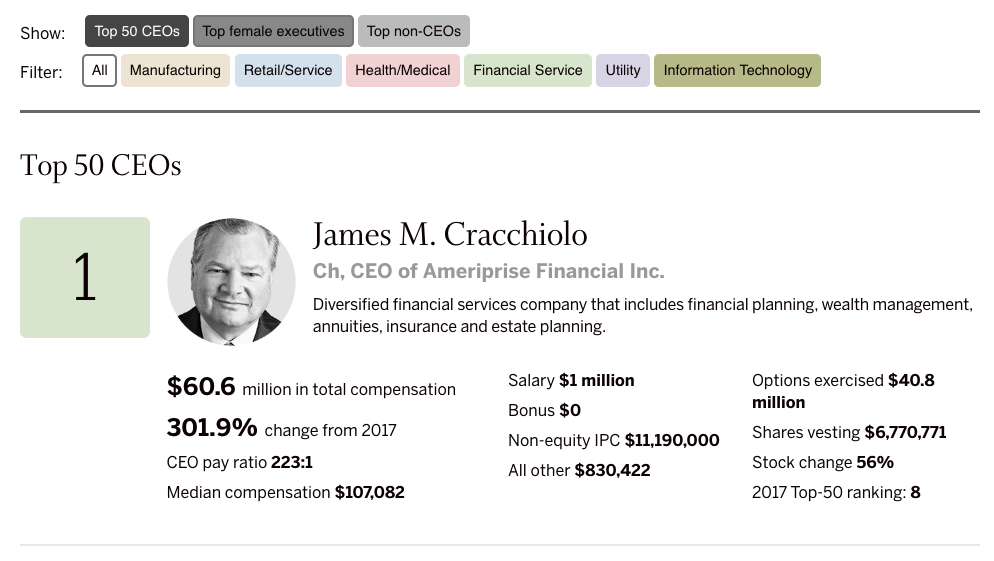 Show: Top 50 CEOs Top female executives Top non-CEOs
Filter: All Manufacturing Retail/Service Health/Medical Financial Service Utility Information Technology
Top 50 CEOs
1
James M. Cracchiolo
Ch, CEO of Ameriprise Financial Inc.
Diversified financial services company that includes financial planning, wealth management,
annuities, insurance and estate planning.
$60.6 million in total compensation
301.9% change from 2017
CEO pay ratio 223:1
Median compensation $107,082
Salary $1 million
Bonus $0
Non-equity IPC $11,190,000
All other $830,422
Options exercised $40.8
million
Shares vesting $6,770,771
Stock change 56%
2017 Top-50 ranking: 8